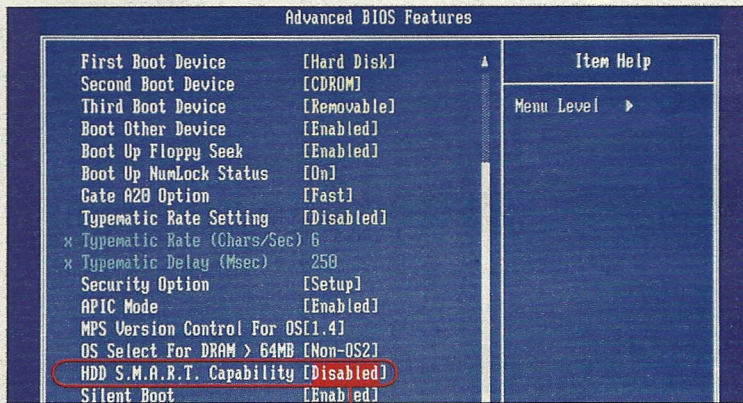 Advanced BIOS Features
First Boot Device [Hard Disk]
Second Boot Device [CDROM]
Third Boot Device [Removable]
Boot Other Device [Enabled]
Boot Up Floppy Seek [Enabled]
Boot Up NumLock Status [On]
Gate A20 Option [Fast]
Typematic Rate Setting [Disabled]
x Typematic Rate (Chars/Sec) 6
x Typematic Delay (Msec) 250
Security Option [Setup]
APIC Mode [Enabled]
MPS Version Control For OS[1.4]
OS Select For DRAM > 64MB [Non-OS2]
HDD S.M.A.R.T. Capability [Disabled]
Silent Boot [Enabled]
Item Help
Menu Level